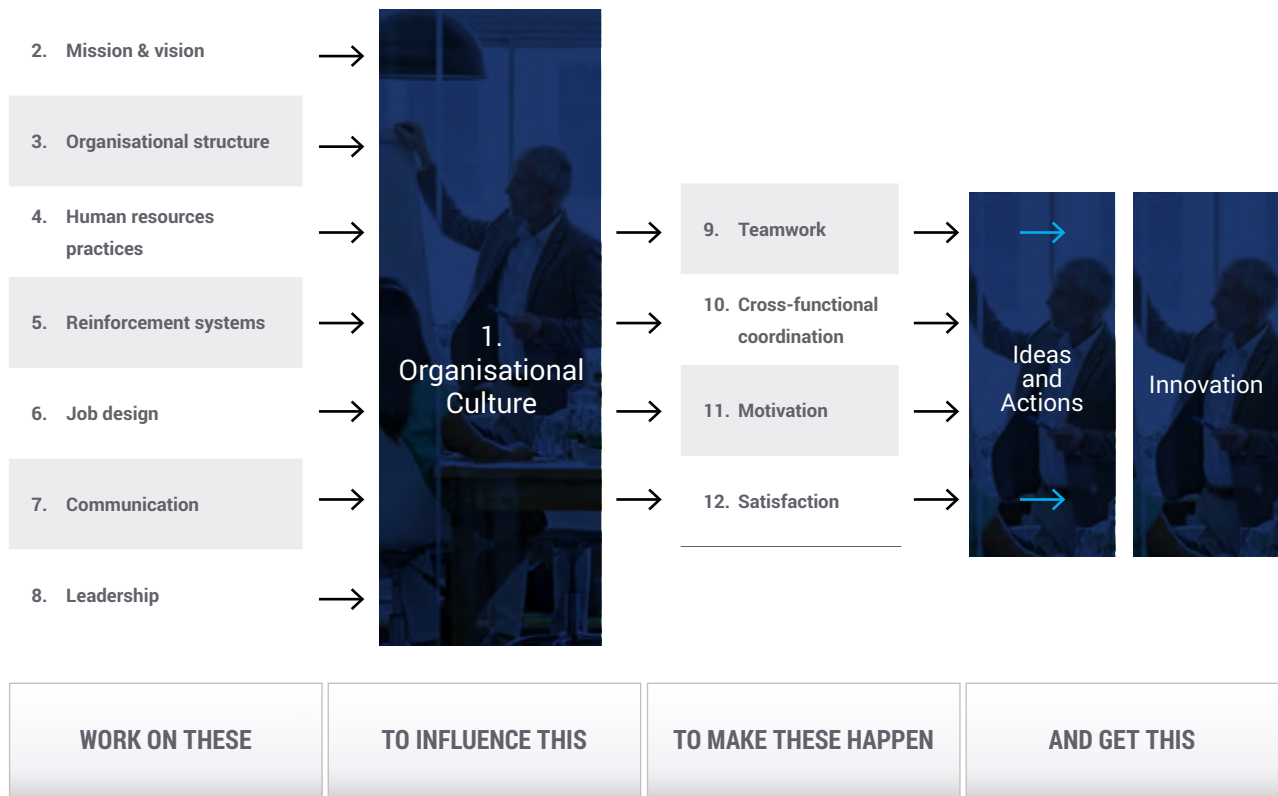 2. Mission & vision
3. Organisational structure
4. Human resources
practices
5. Reinforcement systems
6. Job design
7. Communication
8. Leadership
1.
Organisational
Culture
9. Teamwork
10. Cross-functional
coordination
11. Motivation
12. Satisfaction
Ideas
and
Actions
Innovation
WORK ON THESE
TO INFLUENCE THIS
TO MAKE THESE HAPPEN
AND GET THIS